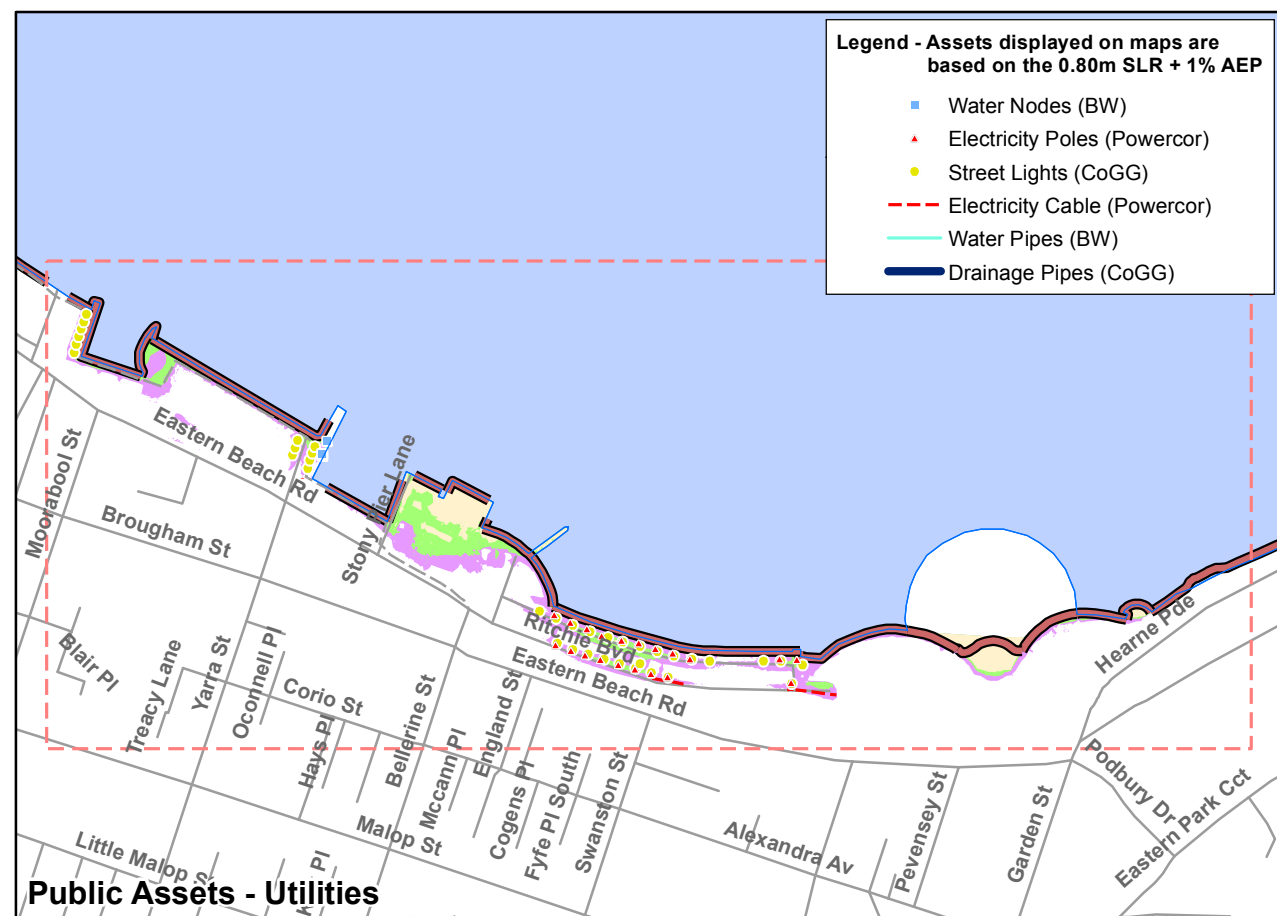 Legend - Assets displayed on maps are
based on the 0.80m SLR + 1% AEP
Water Nodes (BW)
Electricity Poles (Powercor)
Street Lights (CoGG)
Electricity Cable (Powercor)
Water Pipes (BW)
Drainage Pipes (CoGG)
Eastern Beach Rd
Moorabool St
Brougham St
Stony Pier Lane
Ritchie Bvd
Eastern Beach Rd
Hearne Pde
Blair Pl
Treacy Lane
Yarra St
Oconnell Pl
Corio St
Hays Pl
Bellerine St
Mccann Pl
England St
Cogens Pl
Fyfe Pl South
Swanston St
Malop St
Little Malop St
Alexandra Av
Pevensey St
Garden St
Podbury Dr
Eastern Park Cct
Pl
Public Assets - Utilities